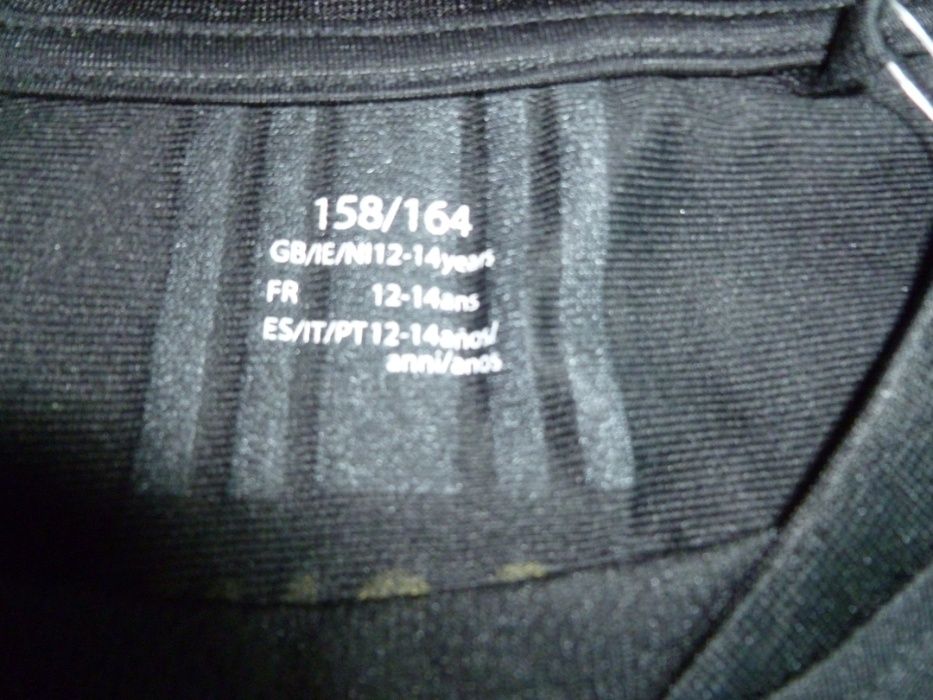 158/164
GB/IE/NI12-14years
FR 12-14ans
ES/IT/PT12-14años/
anni/anos